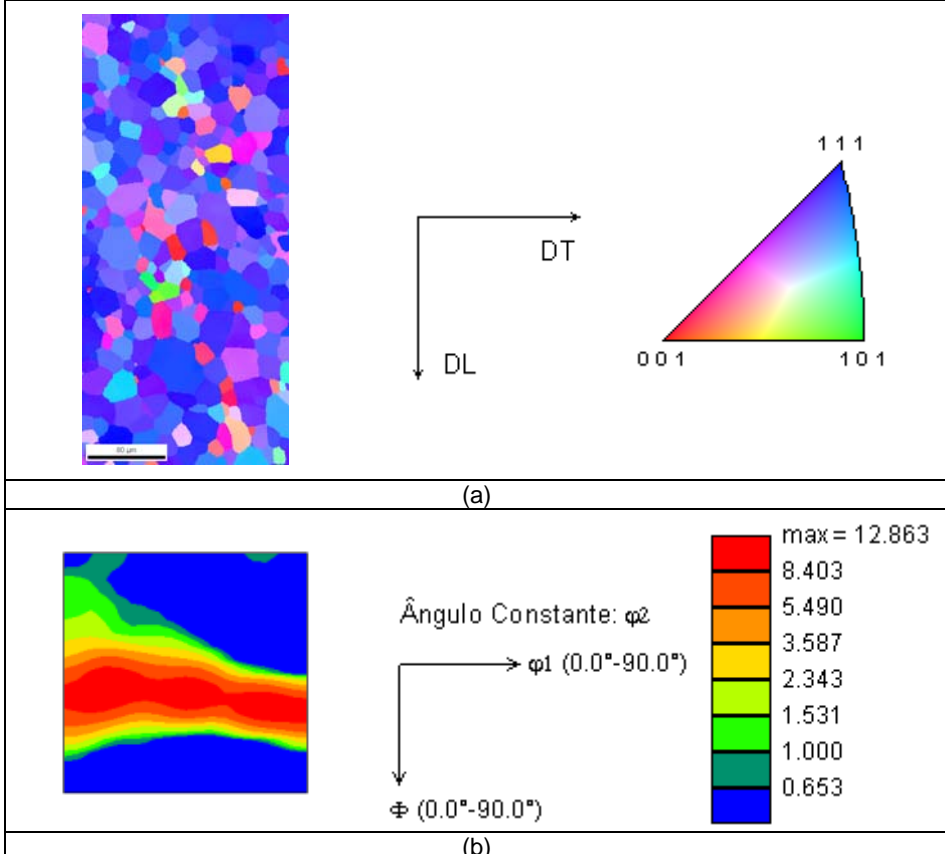 1 1 1
DT
DL
0 0 1
1 0 1
80 µm
(a)
max = 12.863
8.403
5.490
3.587
2.343
1.531
1.000
0.653
Ângulo Constante: φ2
φ1 (0.0°-90.0°)
Φ (0.0°-90.0°)
(b)